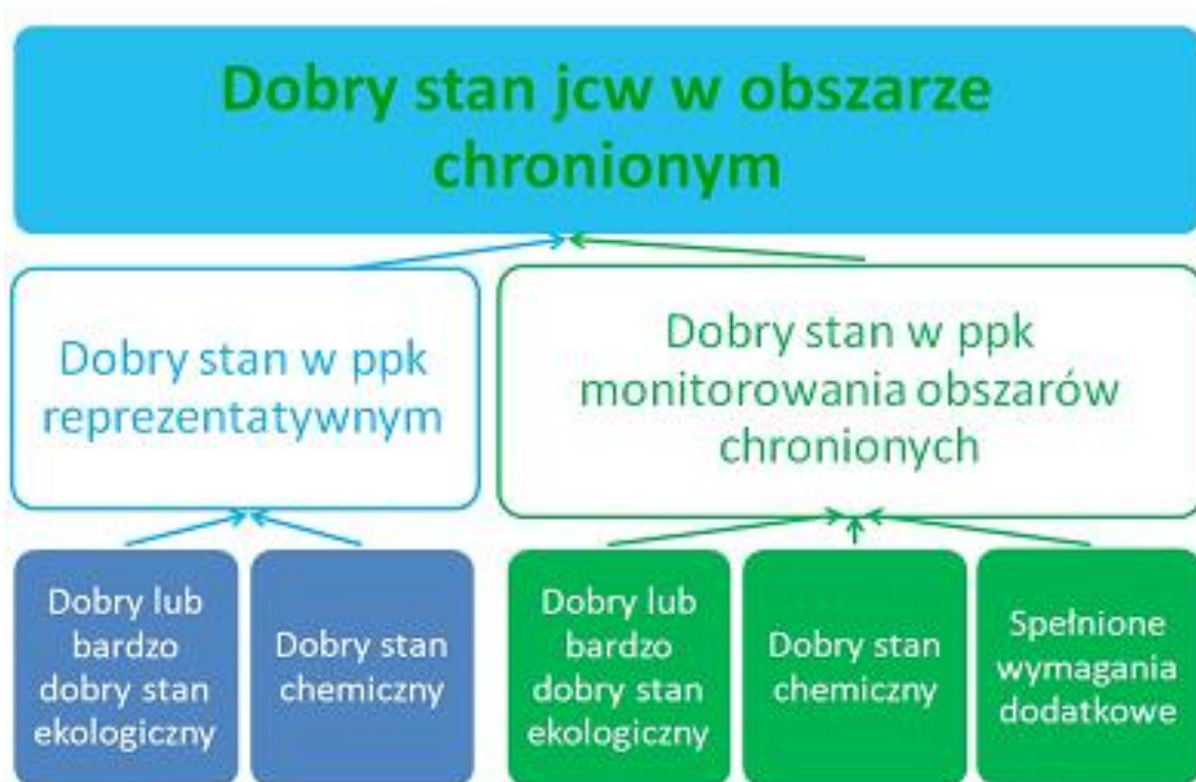 Dobry stan jcw w obszarze
chronionym
Dobry stan w ppk
reprezentatywnym
Dobry stan w ppk
monitorowania obszarów
chronionych
Dobry lub
bardzo
dobry stan
ekologiczny
Dobry stan
chemiczny
Dobry lub
bardzo
dobry stan
ekologiczny
Dobry stan
chemiczny
Spełnione
wymagania
dodatkowe